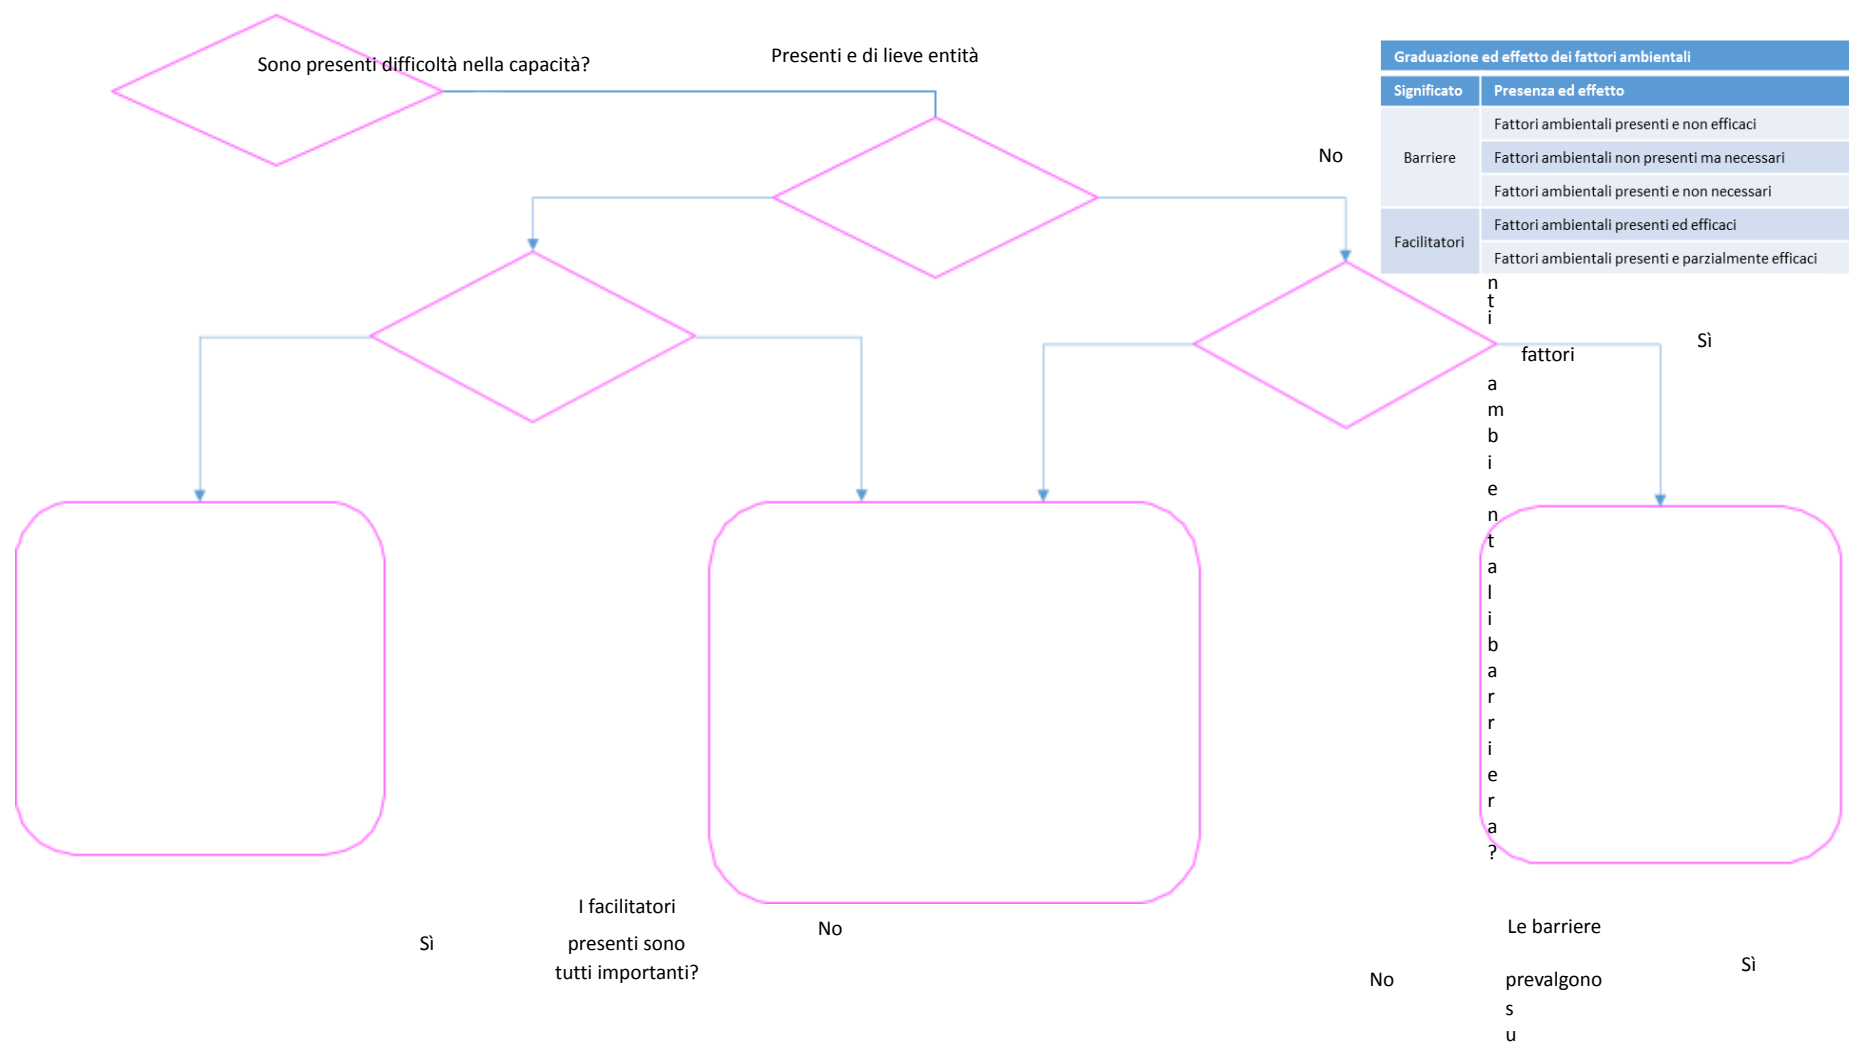 Sono presenti difficoltà nella capacità?
Presenti e di lieve entità
Graduazione ed effetto dei fattori ambientali
Significato Presenza ed effetto
Barriere
Fattori ambientali presenti e non efficaci
Fattori ambientali non presenti ma necessari
Fattori ambientali presenti e non necessari
Facilitatori
Fattori ambientali presenti ed efficaci
Fattori ambientali presenti e parzialmente efficaci
No
n
t
i
fattori
Sì
a
m
b
i
e
n
t
a
l
i
b
a
r
r
i
e
r
a
?
I facilitatori
presenti sono
tutti importanti?
Sì
No
Le barriere
prevalgono
s
u
No
Sì